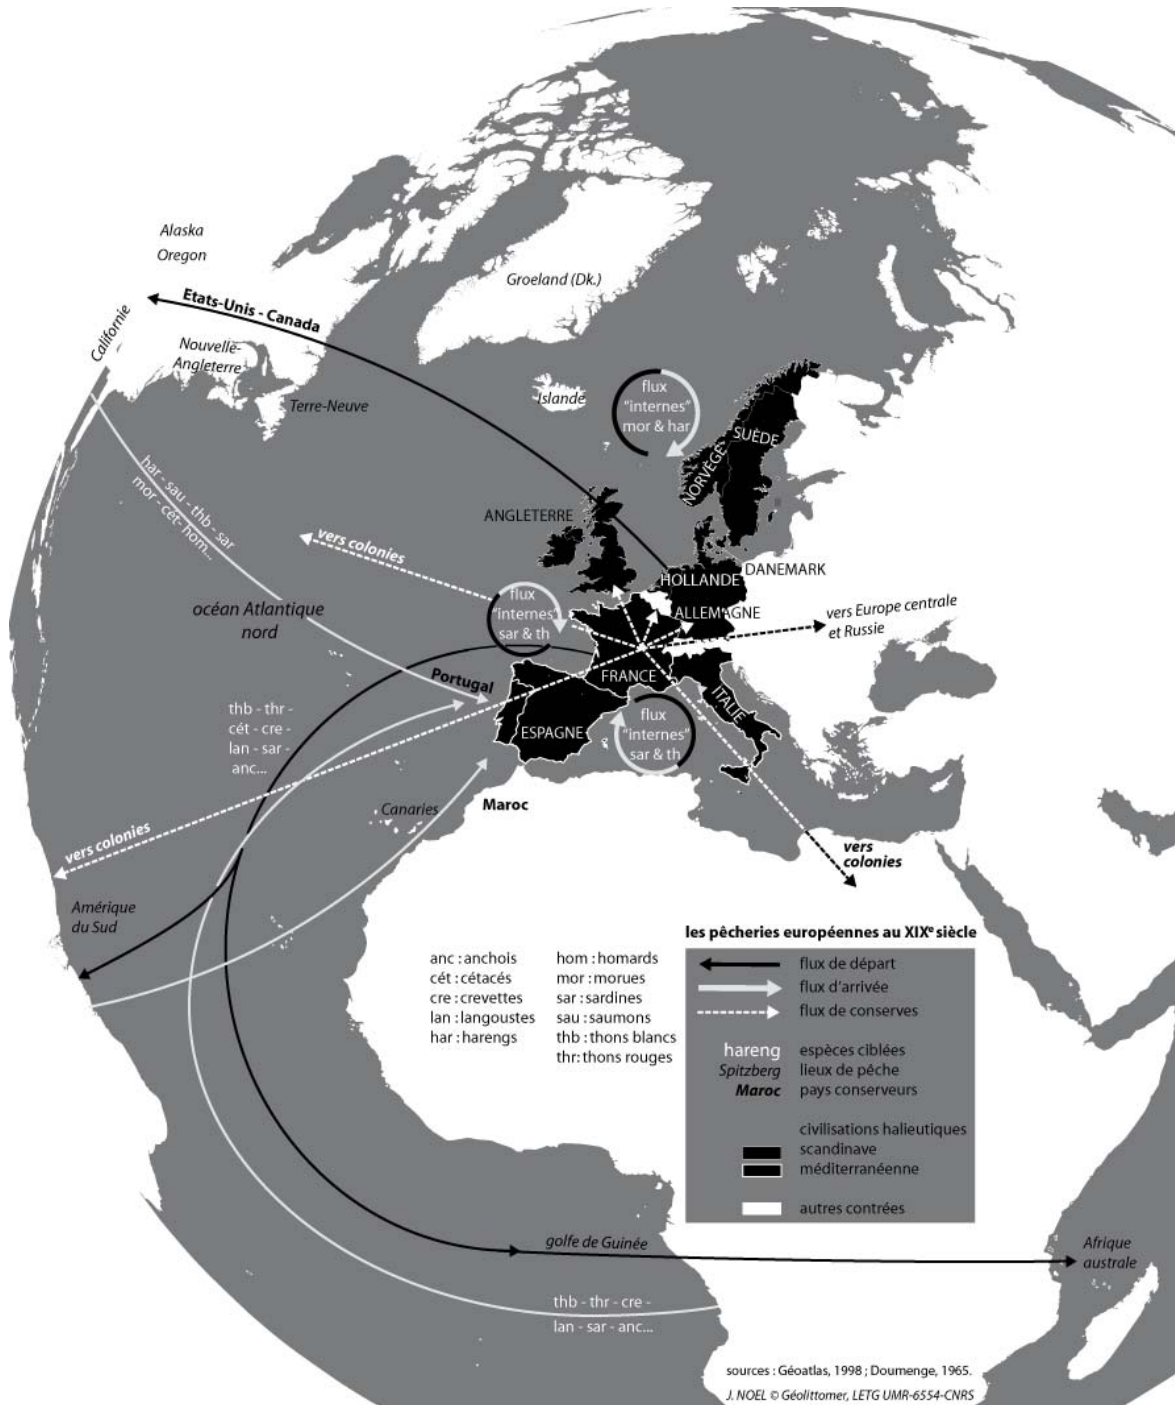 Alaska
Oregon
Groeland (Dk.)
Etats-Unis - Canada
Californie
Nouvelle-
Angleterre
Terre-Neuve
Islande
flux
"internes"
mor & har
SUÈDE
NORVÈGE
har - sau - thb - sar
mor - cét- hom...
ANGLETERRE
vers colonies
DANEMARK
HOLLANDE
flux
"internes"
sar & th
ALLEMAGNE
océan Atlantique
nord
vers Europe centrale
et Russie
Portugal
FRANCE
ITALIE
thb - thr -
cét - cre -
lan - sar -
anc...
ESPAGNE
flux
"internes"
sar & th
Canaries
Maroc
vers colonies
vers
colonies
Amérique
du Sud
les pêcheries européennes au XIXe siècle
anc : anchois
cét : cétacés
cre : crevettes
lan : langoustes
har : harengs
hom : homards
mor : morues
sar : sardines
sau : saumons
thb : thons blancs
thr: thons rouges
flux de départ
flux d'arrivée
flux de conserves
hareng espèces ciblées
Spitzberg lieux de pêche
Maroc pays conserveurs
civilisations halieutiques
scandinave
méditerranéenne
autres contrées
golfe de Guinée
Afrique
australe
thb - thr - cre -
lan - sar - anc...
sources : Géoatlas, 1998 ; Doumenge, 1965.
J. NOEL © Géolittomer, LETG UMR-6554-CNRS